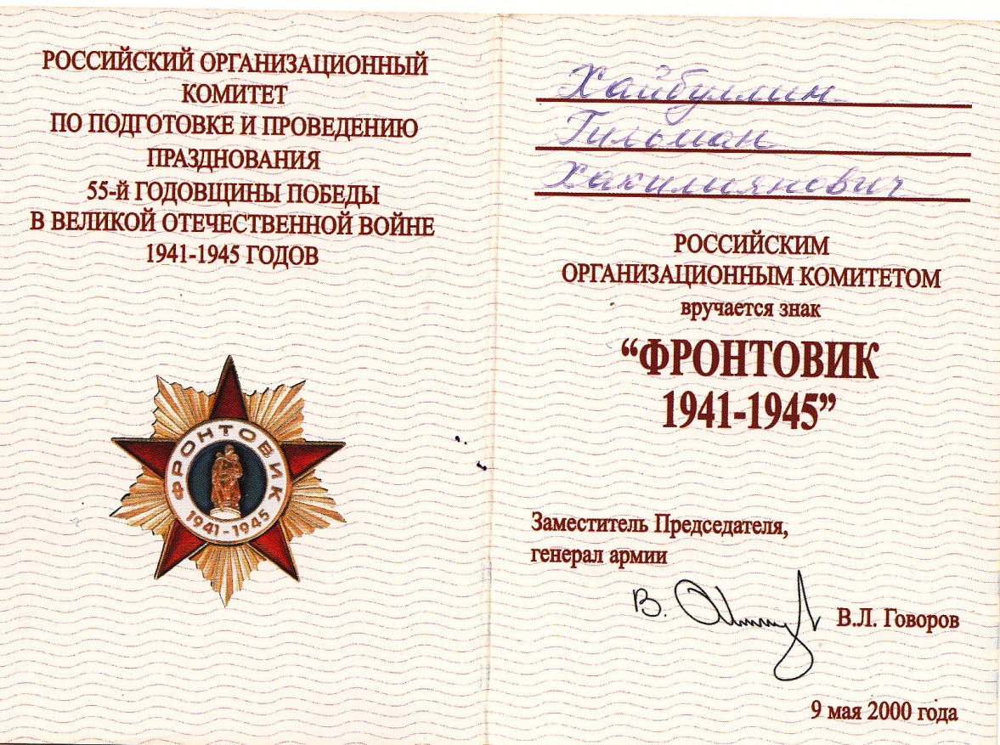 РОССИЙСКИЙ ОРГАНИЗАЦИОННЫЙ
КОМИТЕТ
ПО ПОДГОТОВКЕ И ПРОВЕДЕНИЮ
ПРАЗДНОВАНИЯ
55-й ГОДОВЩИНЫ ПОБЕДЫ
В ВЕЛИКОЙ ОТЕЧЕСТВЕННОЙ ВОЙНЕ
1941-1945 ГОДОВ
ФРОНТОВИК
1941-1945
Хайбуллин
Гильман
Хакимиянович
РОССИЙСКИМ
ОРГАНИЗАЦИОННЫМ КОМИТЕТОМ
вручается знак
“ФРОНТОВИК
1941-1945”
Заместитель Председателя,
генерал армии
В.
В.Л. Говоров
9 мая 2000 года